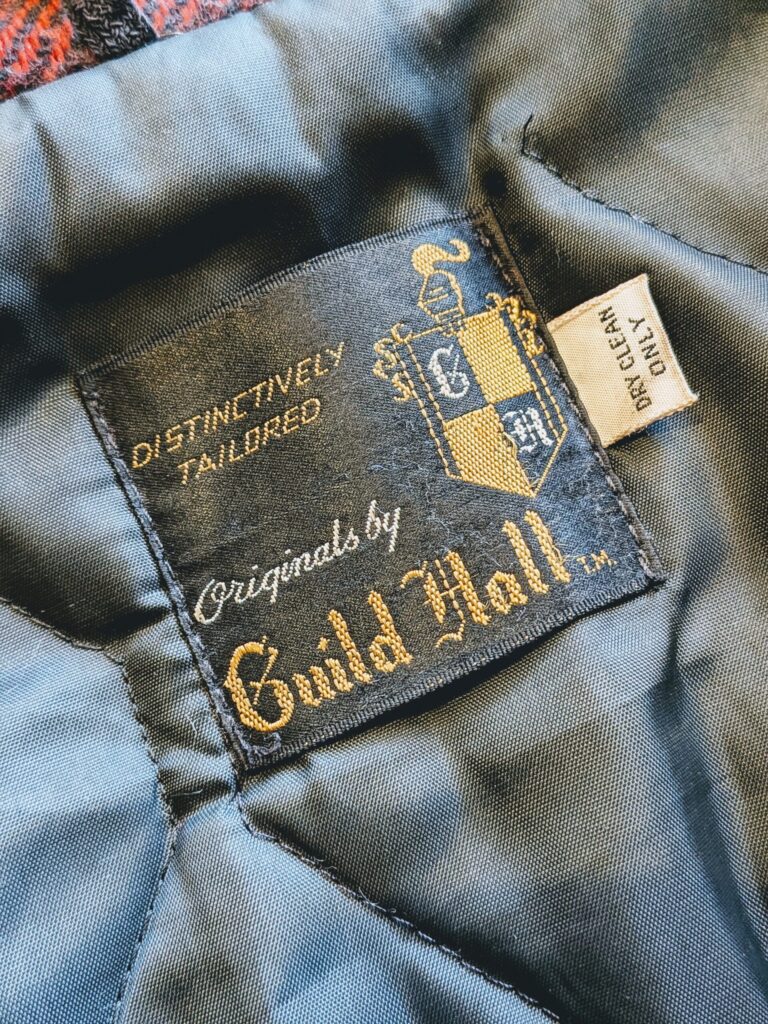 DISTINCTIVELY
TAILORED
G
H
Originals by
Guild Hall T.M.
DRY CLEAN
ONLY